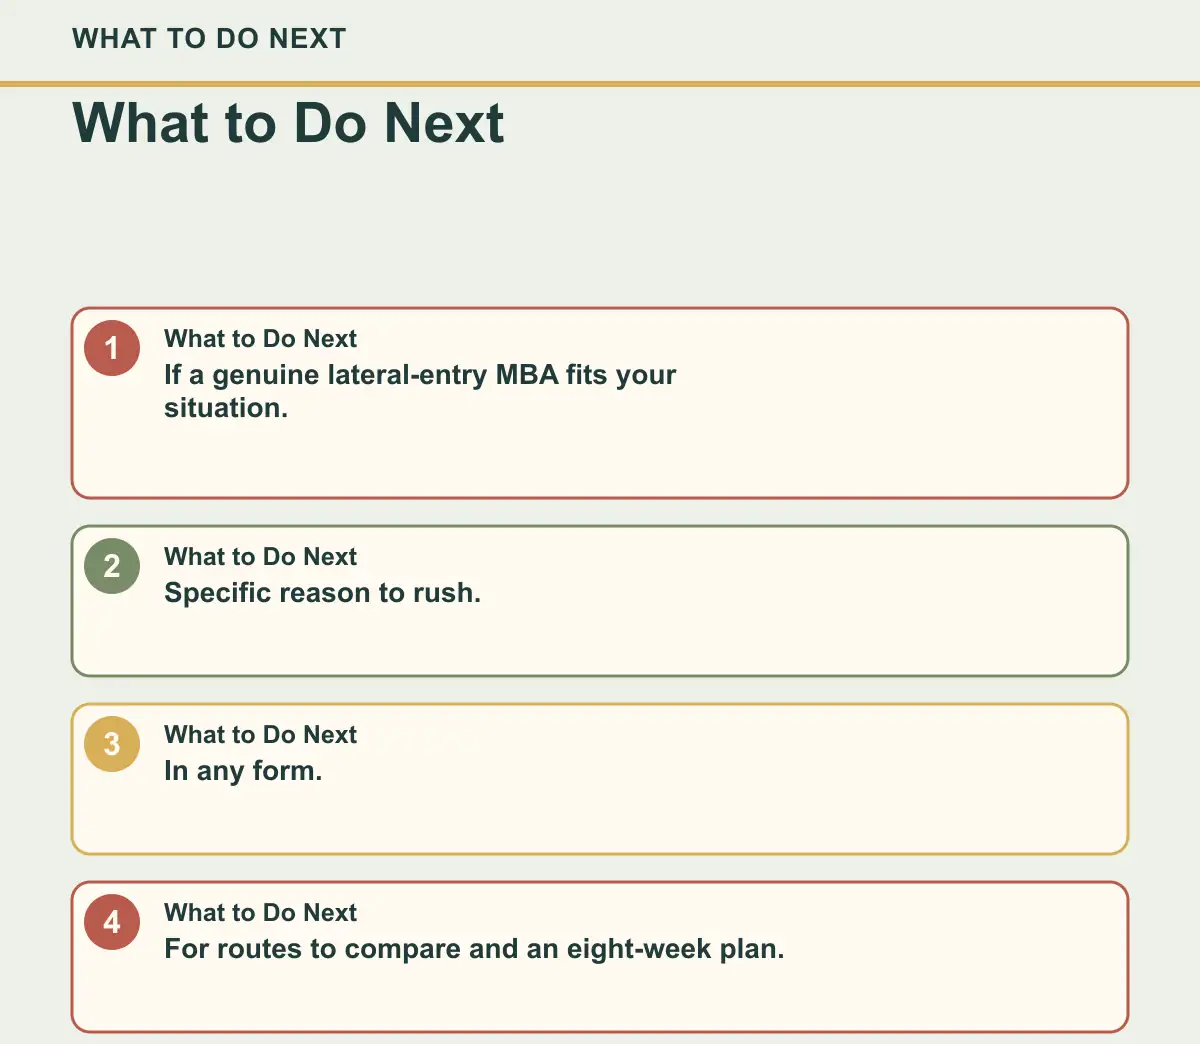 WHAT TO DO NEXT
What to Do Next
1
What to Do Next
If a genuine lateral-entry MBA fits your
situation.
2
What to Do Next
Specific reason to rush.
3
What to Do Next
In any form.
4
What to Do Next
For routes to compare and an eight-week plan.